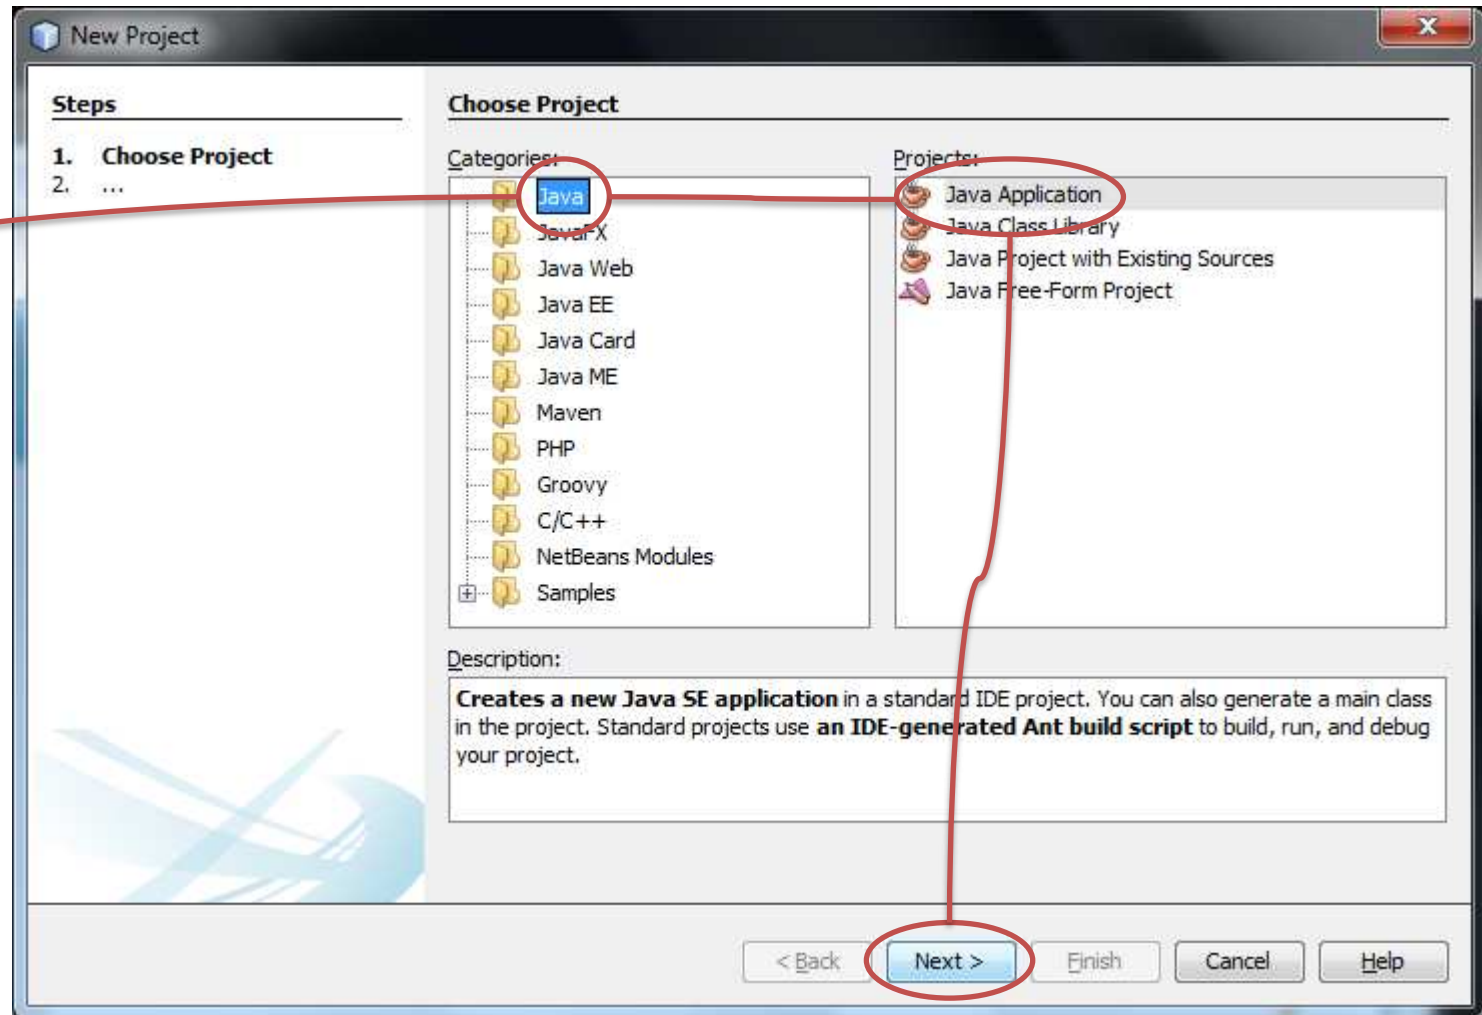 New Project
x
Steps
1. Choose Project
2. ...
Choose Project
Categories:
Java
JavaFX
Java Web
Java EE
Java Card
Java ME
Maven
PHP
Groovy
C/C++
NetBeans Modules
Samples
Projects:
Java Application
Java Class Library
Java Project with Existing Sources
Java Free-Form Project
Description:
Creates a new Java SE application in a standard IDE project. You can also generate a main class
in the project. Standard projects use an IDE-generated Ant build script to build, run, and debug
your project.
< Back
Next >
Finish
Cancel
Help